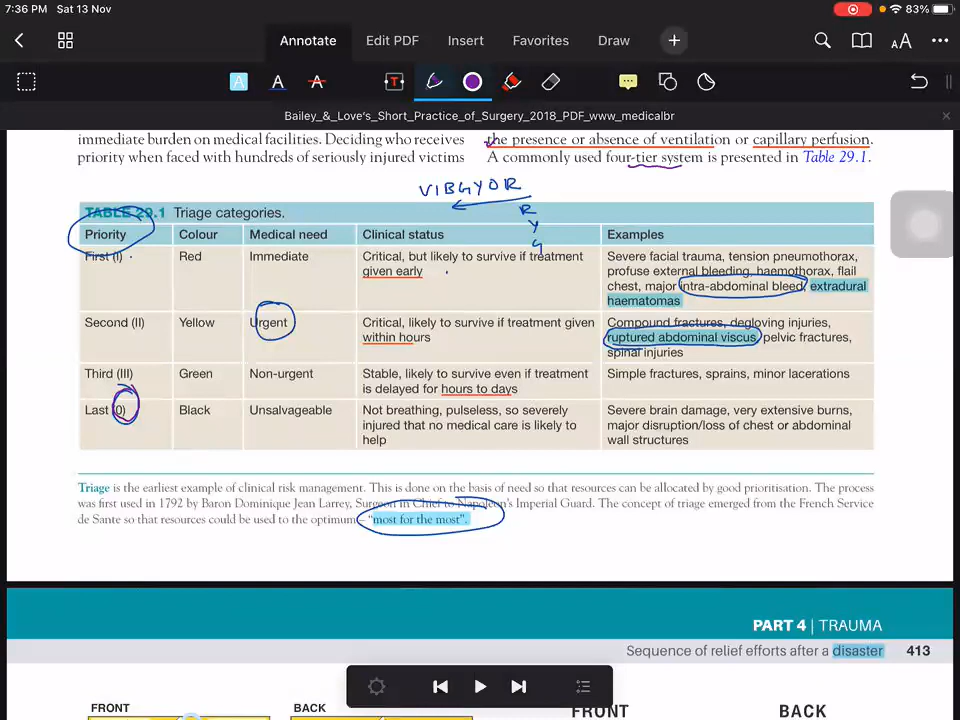 7:36 PM Sat 13 Nov
83%
Annotate Edit PDF Insert Favorites Draw
A A T
Bailey_&_Love's_Short_Practice_of_Surgery_2018_PDF_www_medicalbr
immediate burden on medical facilities. Deciding who receives
priority when faced with hundreds of seriously injured victims
the presence or absence of ventilation or capillary perfusion.
A commonly used four-tier system is presented in Table 29.1.
VIBGYOR
R
Y
G
TABLE 29.1 Triage categories.
Priority Colour Medical need Clinical status Examples
First (I) Red Immediate Critical, but likely to survive if treatment Severe facial trauma, tension pneumothorax,
given early profuse external bleeding, haemothorax, flail
chest, major intra-abdominal bleed, extradural
haematomas
Second (II) Yellow Urgent Critical, likely to survive if treatment given Compound fractures, degloving injuries,
within hours ruptured abdominal viscus, pelvic fractures,
spinal injuries
Third (III) Green Non-urgent Stable, likely to survive even if treatment Simple fractures, sprains, minor lacerations
is delayed for hours to days
Last (0) Black Unsalvageable Not breathing, pulseless, so severely Severe brain damage, very extensive burns,
injured that no medical care is likely to major disruption/loss of chest or abdominal
help wall structures
Triage is the earliest example of clinical risk management. This is done on the basis of need so that resources can be allocated by good prioritisation. The process
was first used in 1792 by Baron Dominique Jean Larrey, Surgeon in Chief to Napoleon's Imperial Guard. The concept of triage emerged from the French Service
de Sante so that resources could be used to the optimum – "most for the most".
PART 4 | TRAUMA
Sequence of relief efforts after a disaster 413
FRONT BACK FRONT BACK